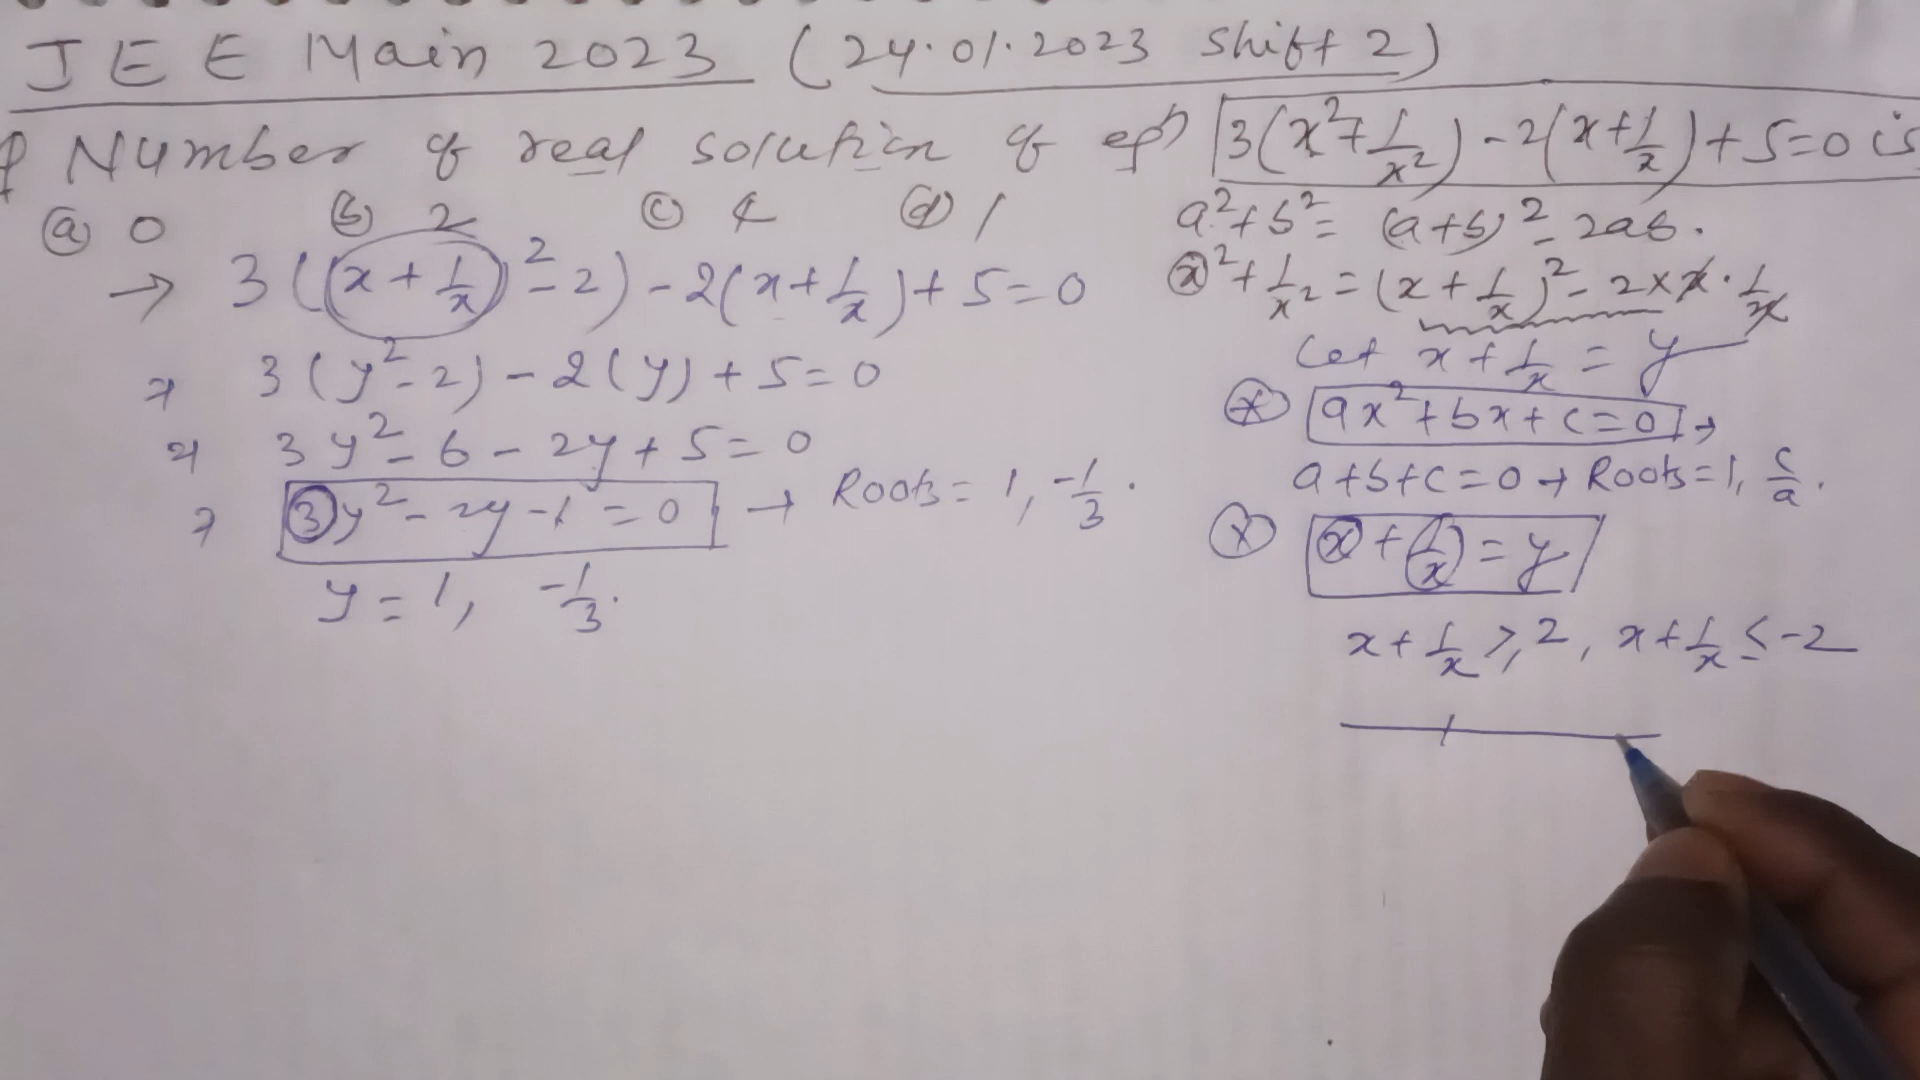 JEE Main 2023 (24.01.2023 Shift 2)
Number of real solution of eqn 3(x²+1/x²)-2(x+1/x)+5=0 is
(a) 0 (b) 2 (c) 4 (d) 1
a²+b²= (a+b)²-2ab.
→ 3((x+1/x)²-2)-2(x+1/x)+5=0
(x)²+1/x²=(x+1/x)²-2×x·1/x
Let x+1/x=y
⇒ 3(y²-2)-2(y)+5=0
(*) ax²+bx+c=0 →
⇒ 3y²-6-2y+5=0
a+b+c=0 → Roots=1, c/a.
⇒ 3y²-2y-1=0 → Roots= 1, -1/3.
(*) x+1/x=y
y=1, -1/3.
x+1/x≥2, x+1/x≤-2